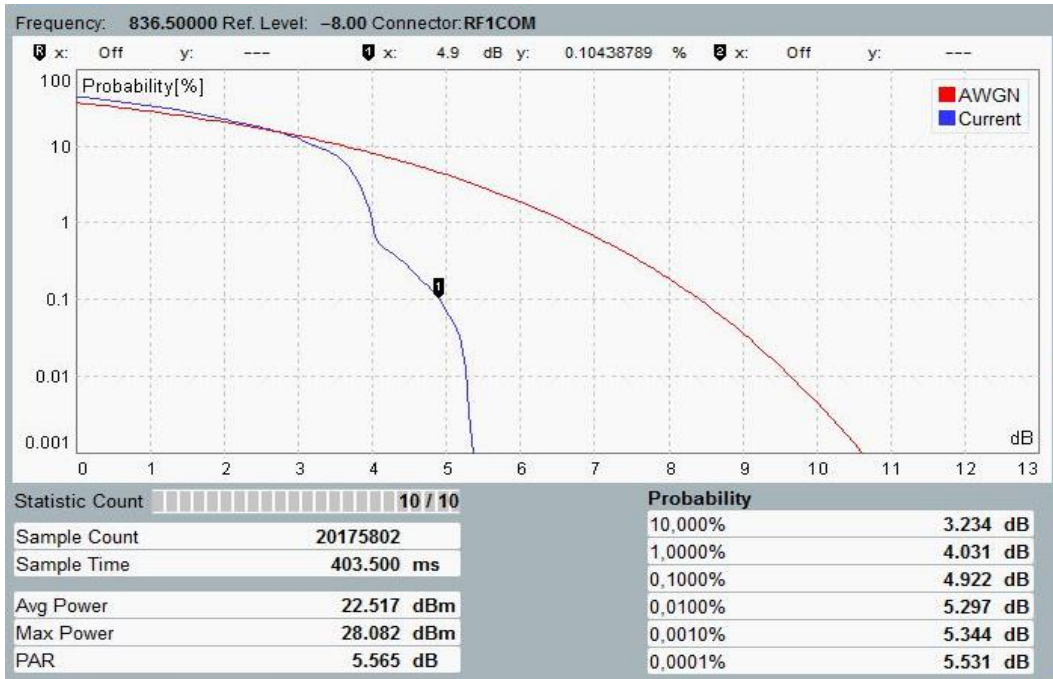 Frequency: 836.50000 Ref. Level: -8.00 Connector:RF1COM
R x: Off y: --- 1 x: 4.9 dB y: 0.10438789 % 2 x: Off y: ---
100 Probability[%]
AWGN
Current
10
1
1
0.1
0.01
0.001
dB
0 1 2 3 4 5 6 7 8 9 10 11 12 13
Statistic Count 10 / 10
Sample Count 20175802
Sample Time 403.500 ms
Avg Power 22.517 dBm
Max Power 28.082 dBm
PAR 5.565 dB
Probability
10,000% 3.234 dB
1,0000% 4.031 dB
0,1000% 4.922 dB
0,0100% 5.297 dB
0,0010% 5.344 dB
0,0001% 5.531 dB